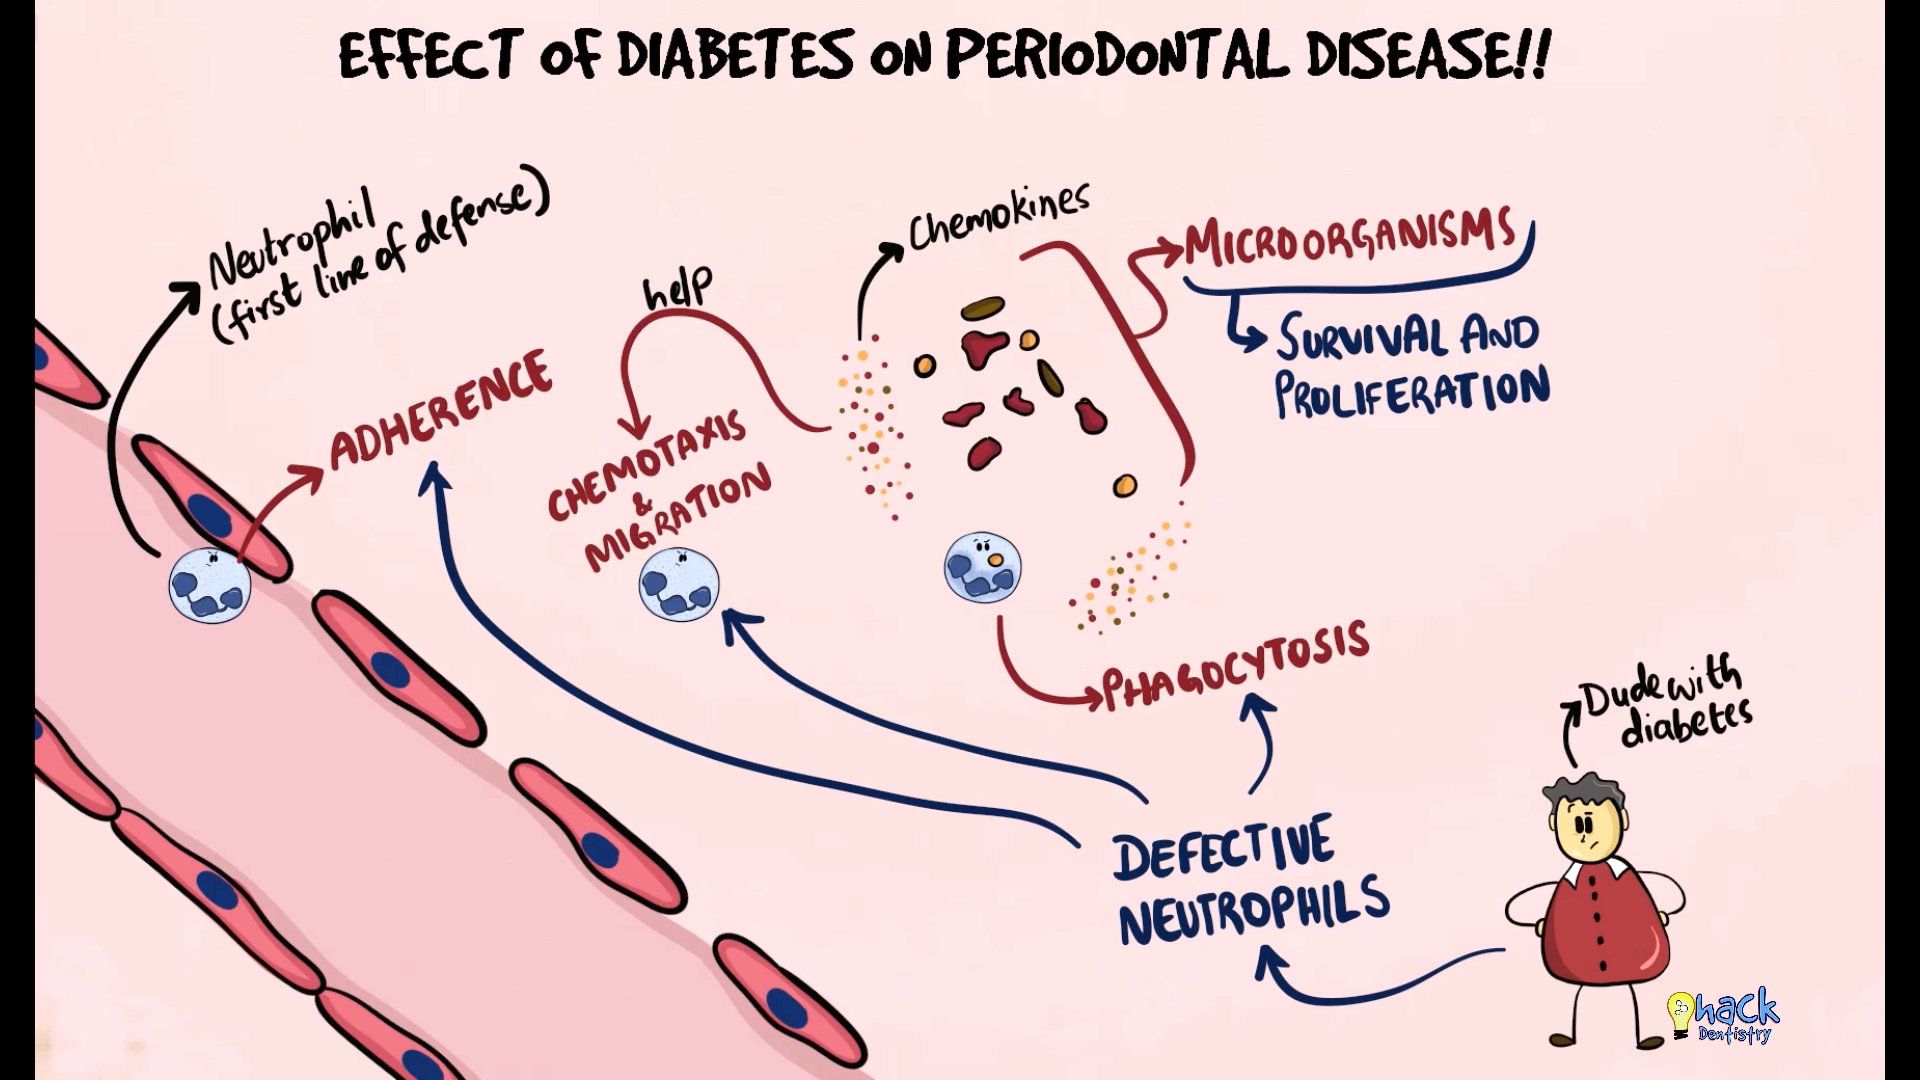 EFFECT OF DIABETES ON PERIODONTAL DISEASE!!
Neutrophil
(first line of defense)
ADHERENCE
help
CHEMOTAXIS
&
MIGRATION
Chemokines
MICROORGANISMS
SURVIVAL AND
PROLIFERATION
PHAGOCYTOSIS
Dude with
diabetes
DEFECTIVE
NEUTROPHILS
hack
Dentistry